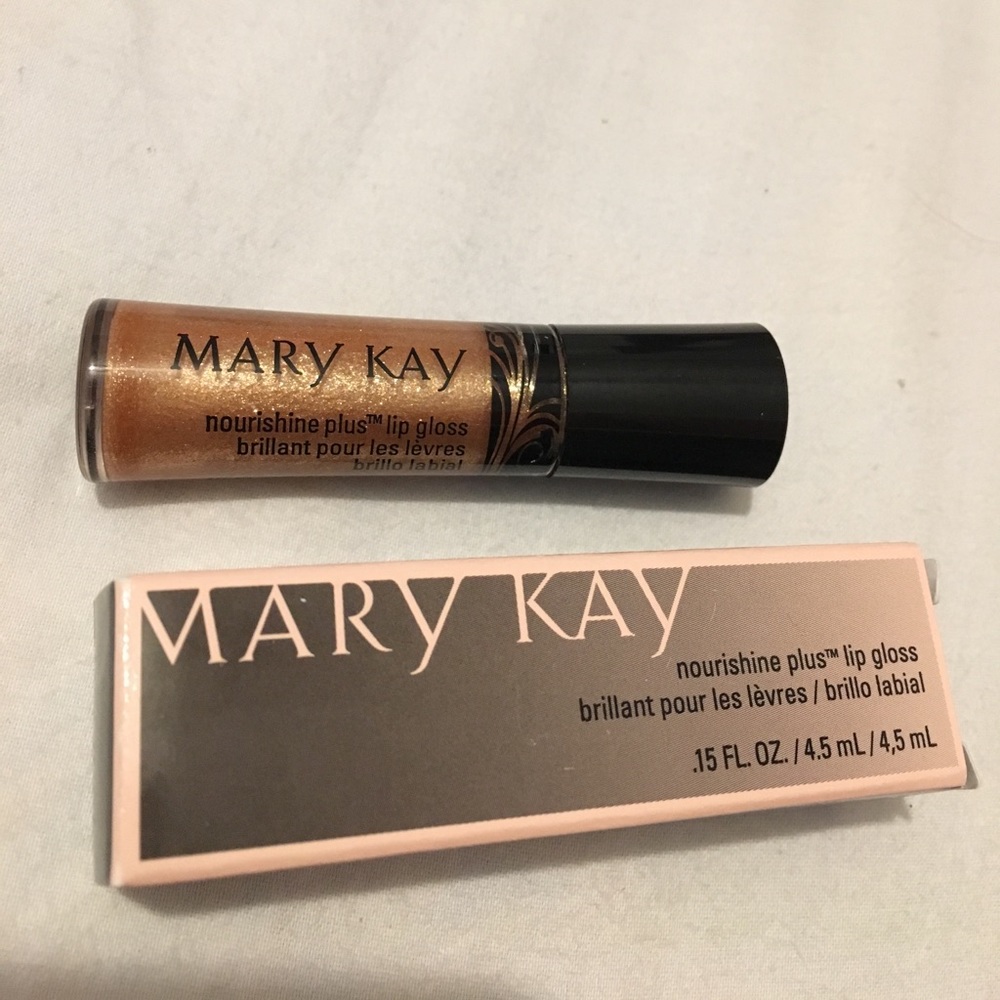 MARY KAY
nourishine plus™ lip gloss
brillant pour les lèvres
brillo labial
MARY KAY
nourishine plus™ lip gloss
brillant pour les lèvres / brillo labial
.15 FL. OZ. / 4.5 mL / 4,5 mL